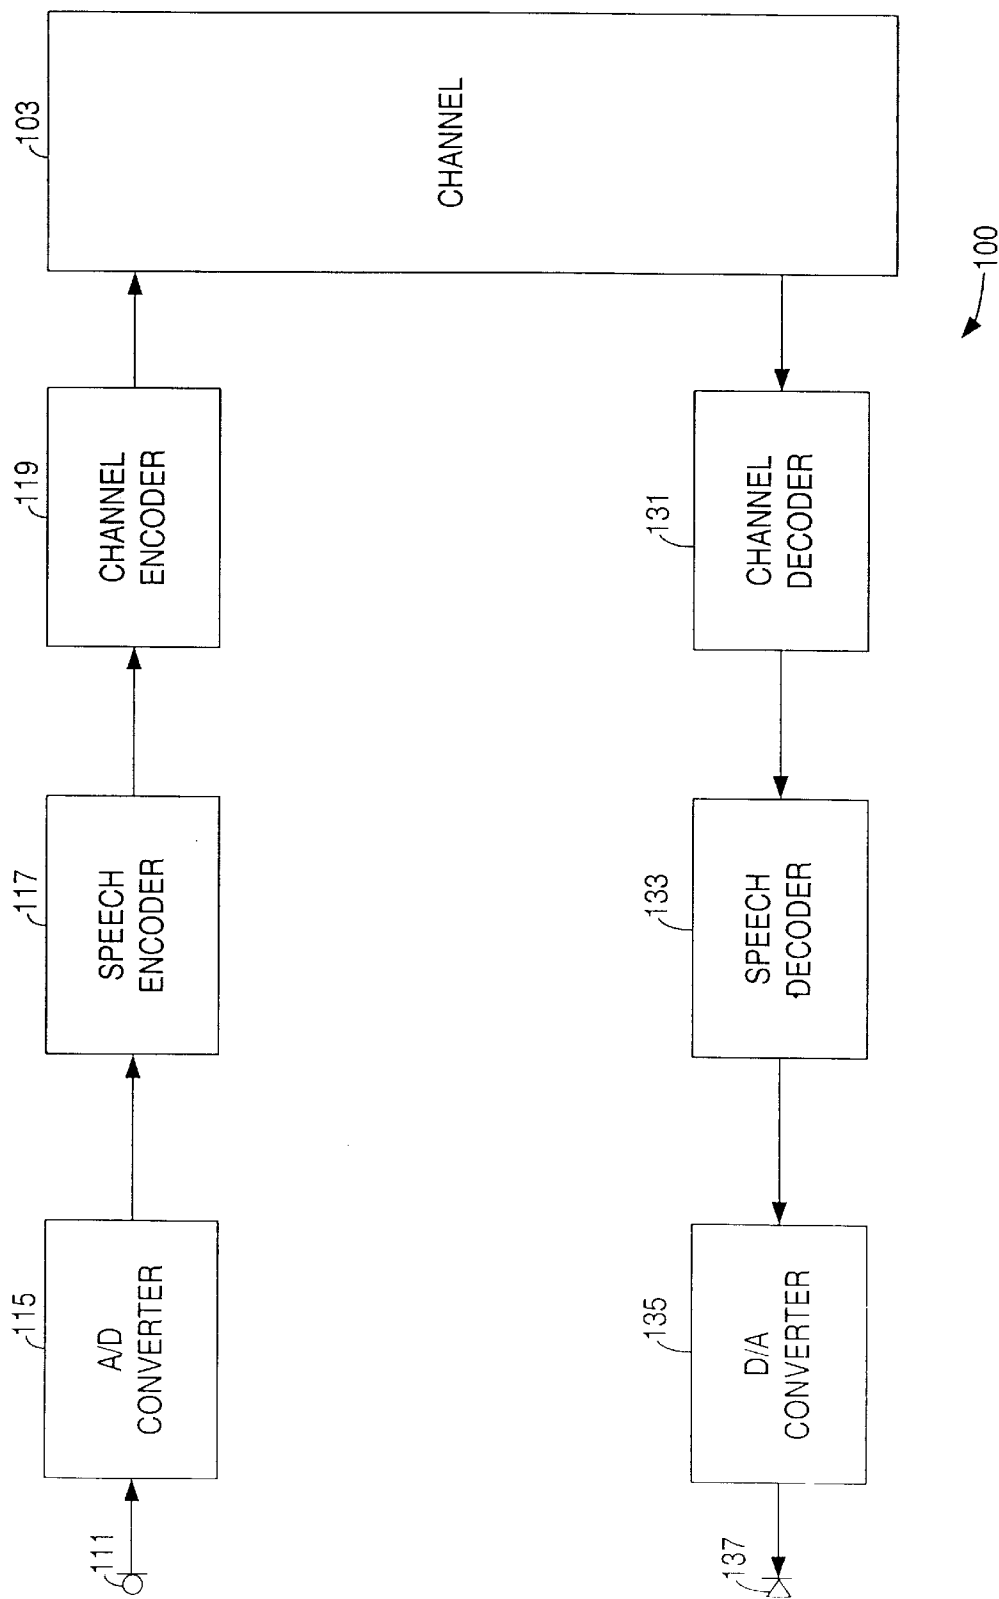 111
115
A/D
CONVERTER
117
SPEECH
ENCODER
119
CHANNEL
ENCODER
103
CHANNEL
131
CHANNEL
DECODER
133
SPEECH
DECODER
135
D/A
CONVERTER
137
100